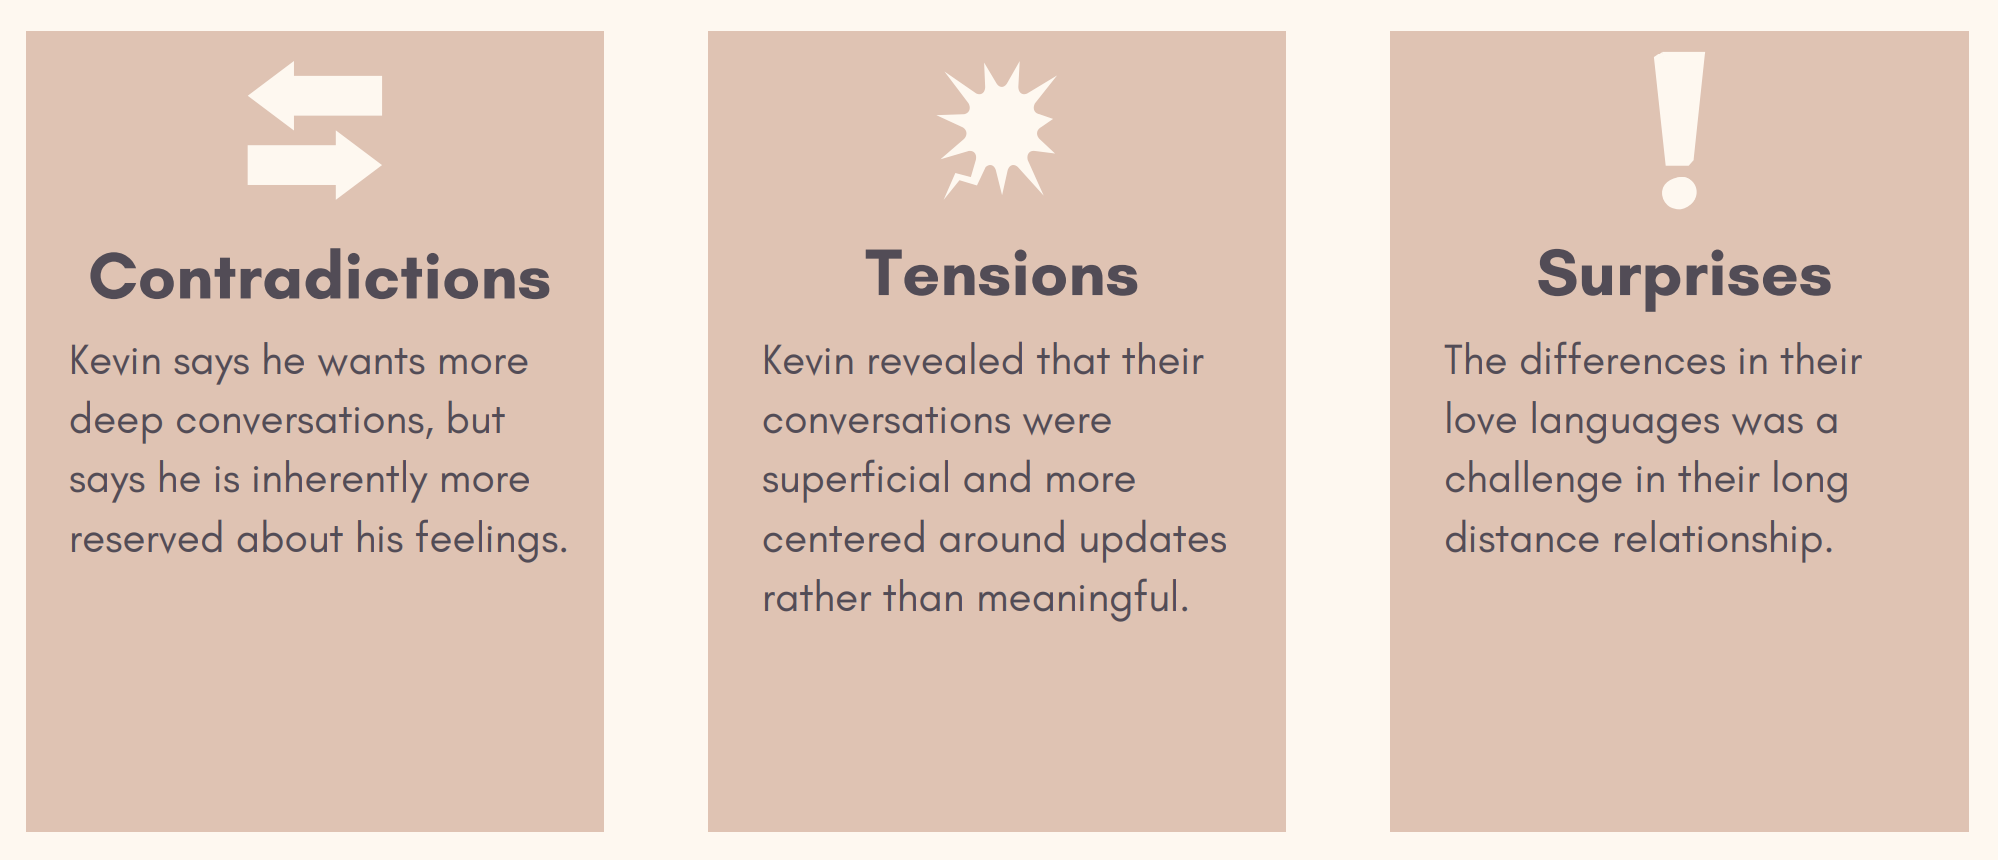 Contradictions
Kevin says he wants more
deep conversations, but
says he is inherently more
reserved about his feelings.
Tensions
Kevin revealed that their
conversations were
superficial and more
centered around updates
rather than meaningful.
Surprises
The differences in their
love languages was a
challenge in their long
distance relationship.